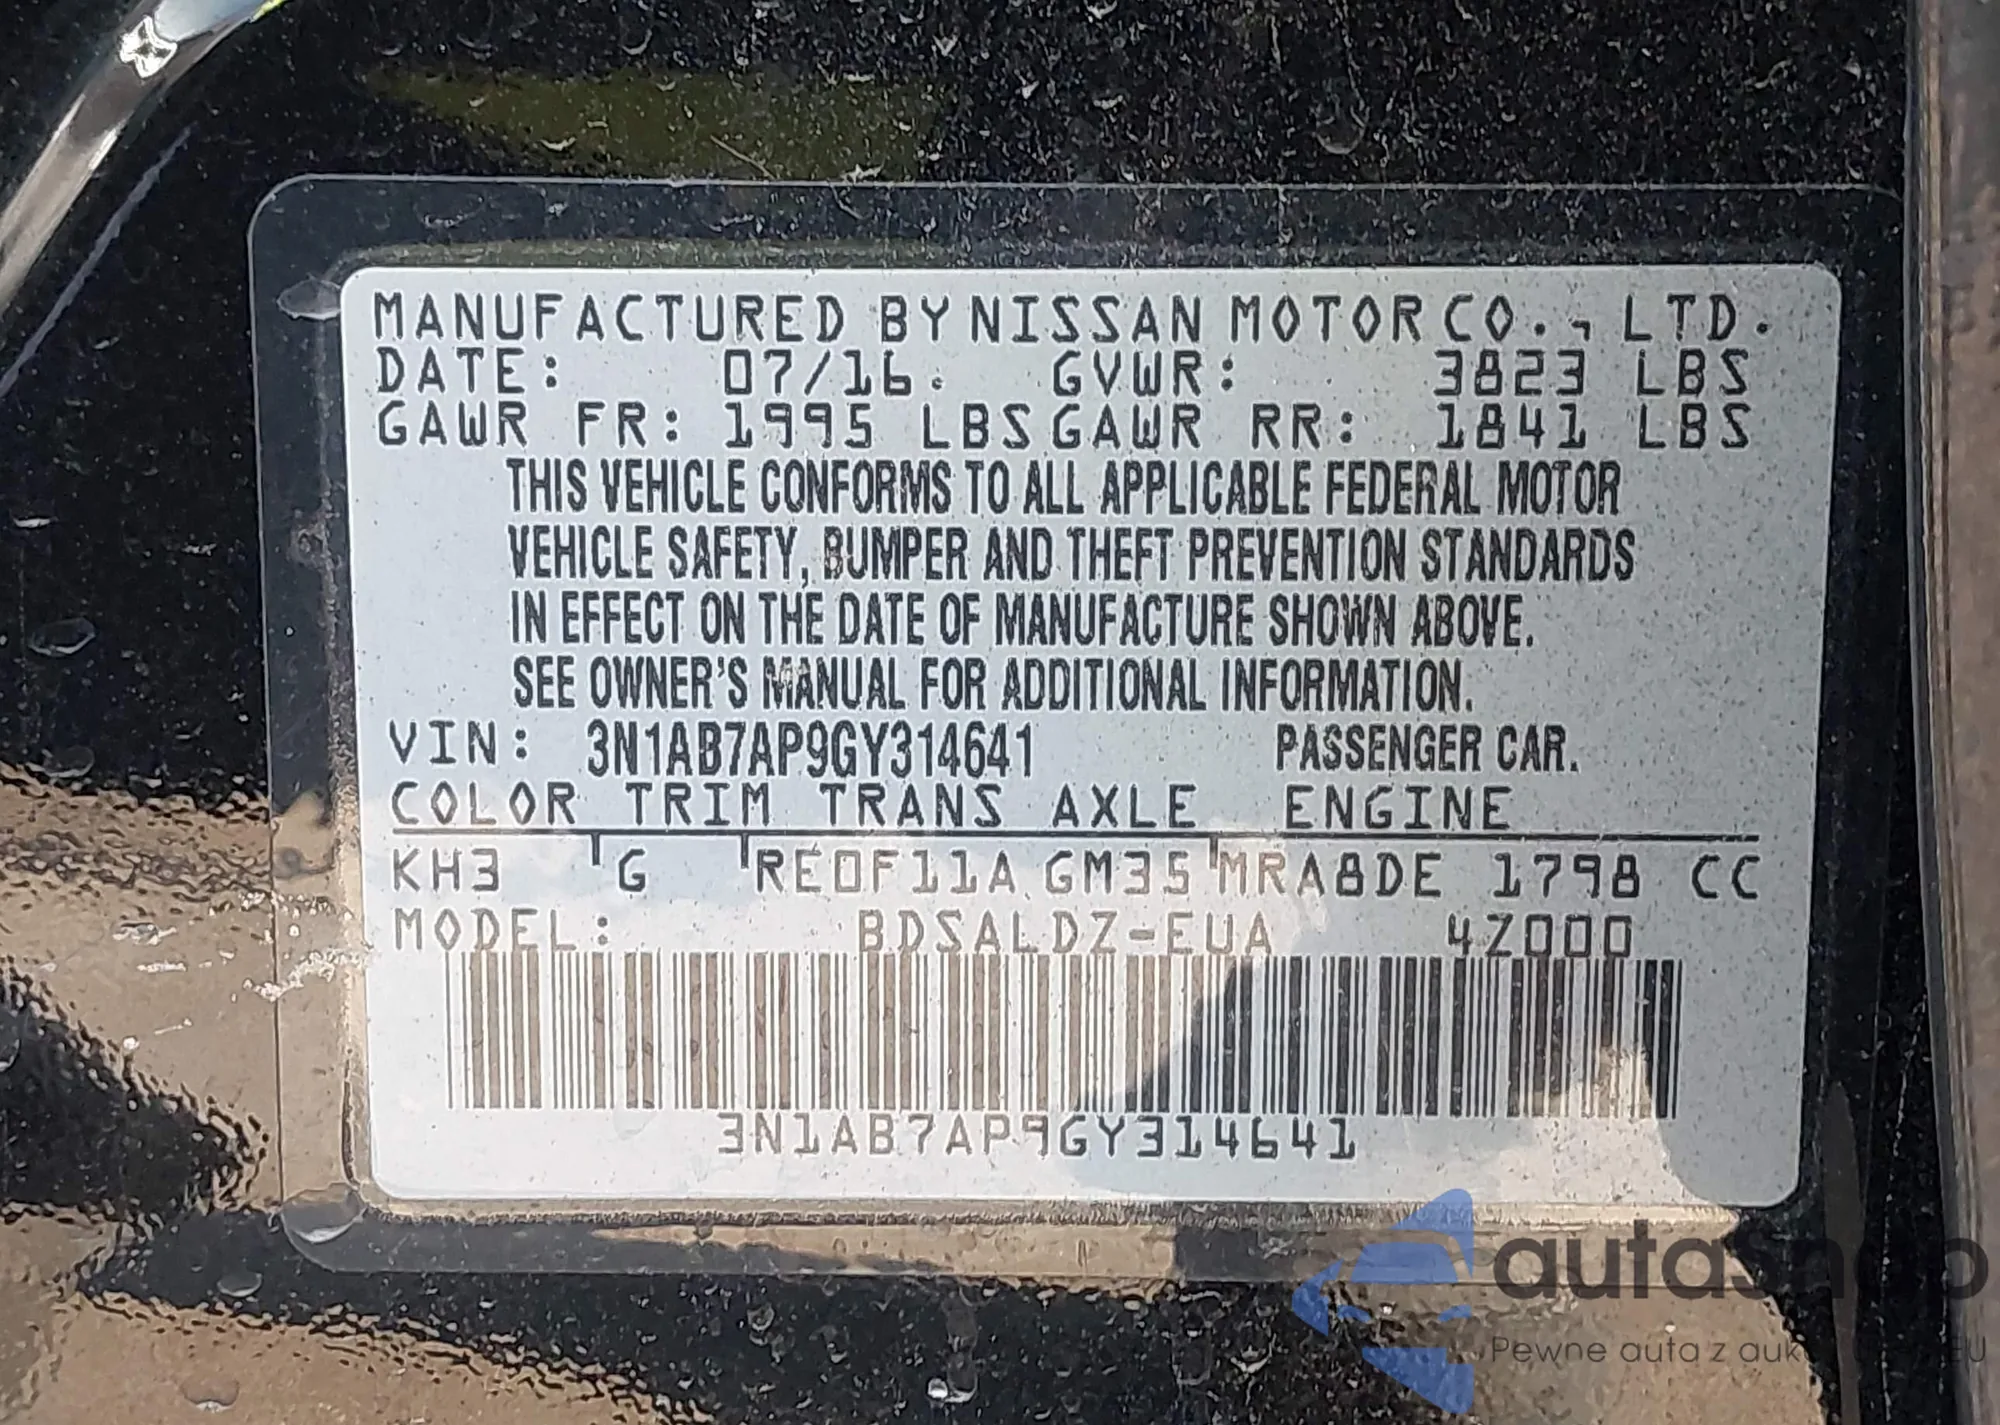 MANUFACTURED BY NISSAN MOTOR CO., LTD.
DATE: 07/16. GVWR: 3823 LBS
GAWR FR: 1995 LBS GAWR RR: 1841 LBS
THIS VEHICLE CONFORMS TO ALL APPLICABLE FEDERAL MOTOR
VEHICLE SAFETY, BUMPER AND THEFT PREVENTION STANDARDS
IN EFFECT ON THE DATE OF MANUFACTURE SHOWN ABOVE.
SEE OWNER'S MANUAL FOR ADDITIONAL INFORMATION.
VIN: 3N1AB7AP9GY314641 PASSENGER CAR.
COLOR TRIM TRANS AXLE ENGINE
KH3 G RE0F11A GM35 MRA8DE 1798 CC
MODEL: BDSALDZ-EUA 4Z000
3N1AB7AP9GY314641
autashop
Pewne auta z EU